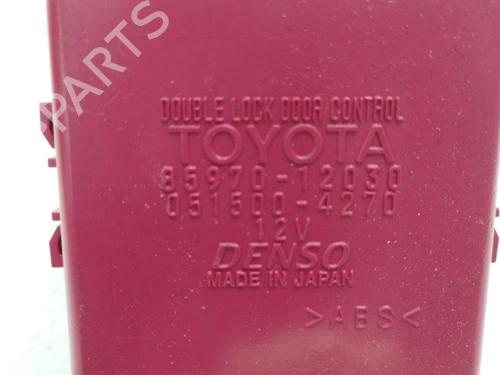 DOUBLE LOCK DOOR CONTROL
TOYOTA
85970-12030
051500-4270
12V
DENSO
MADE IN JAPAN
>ABS<
B-PARTS